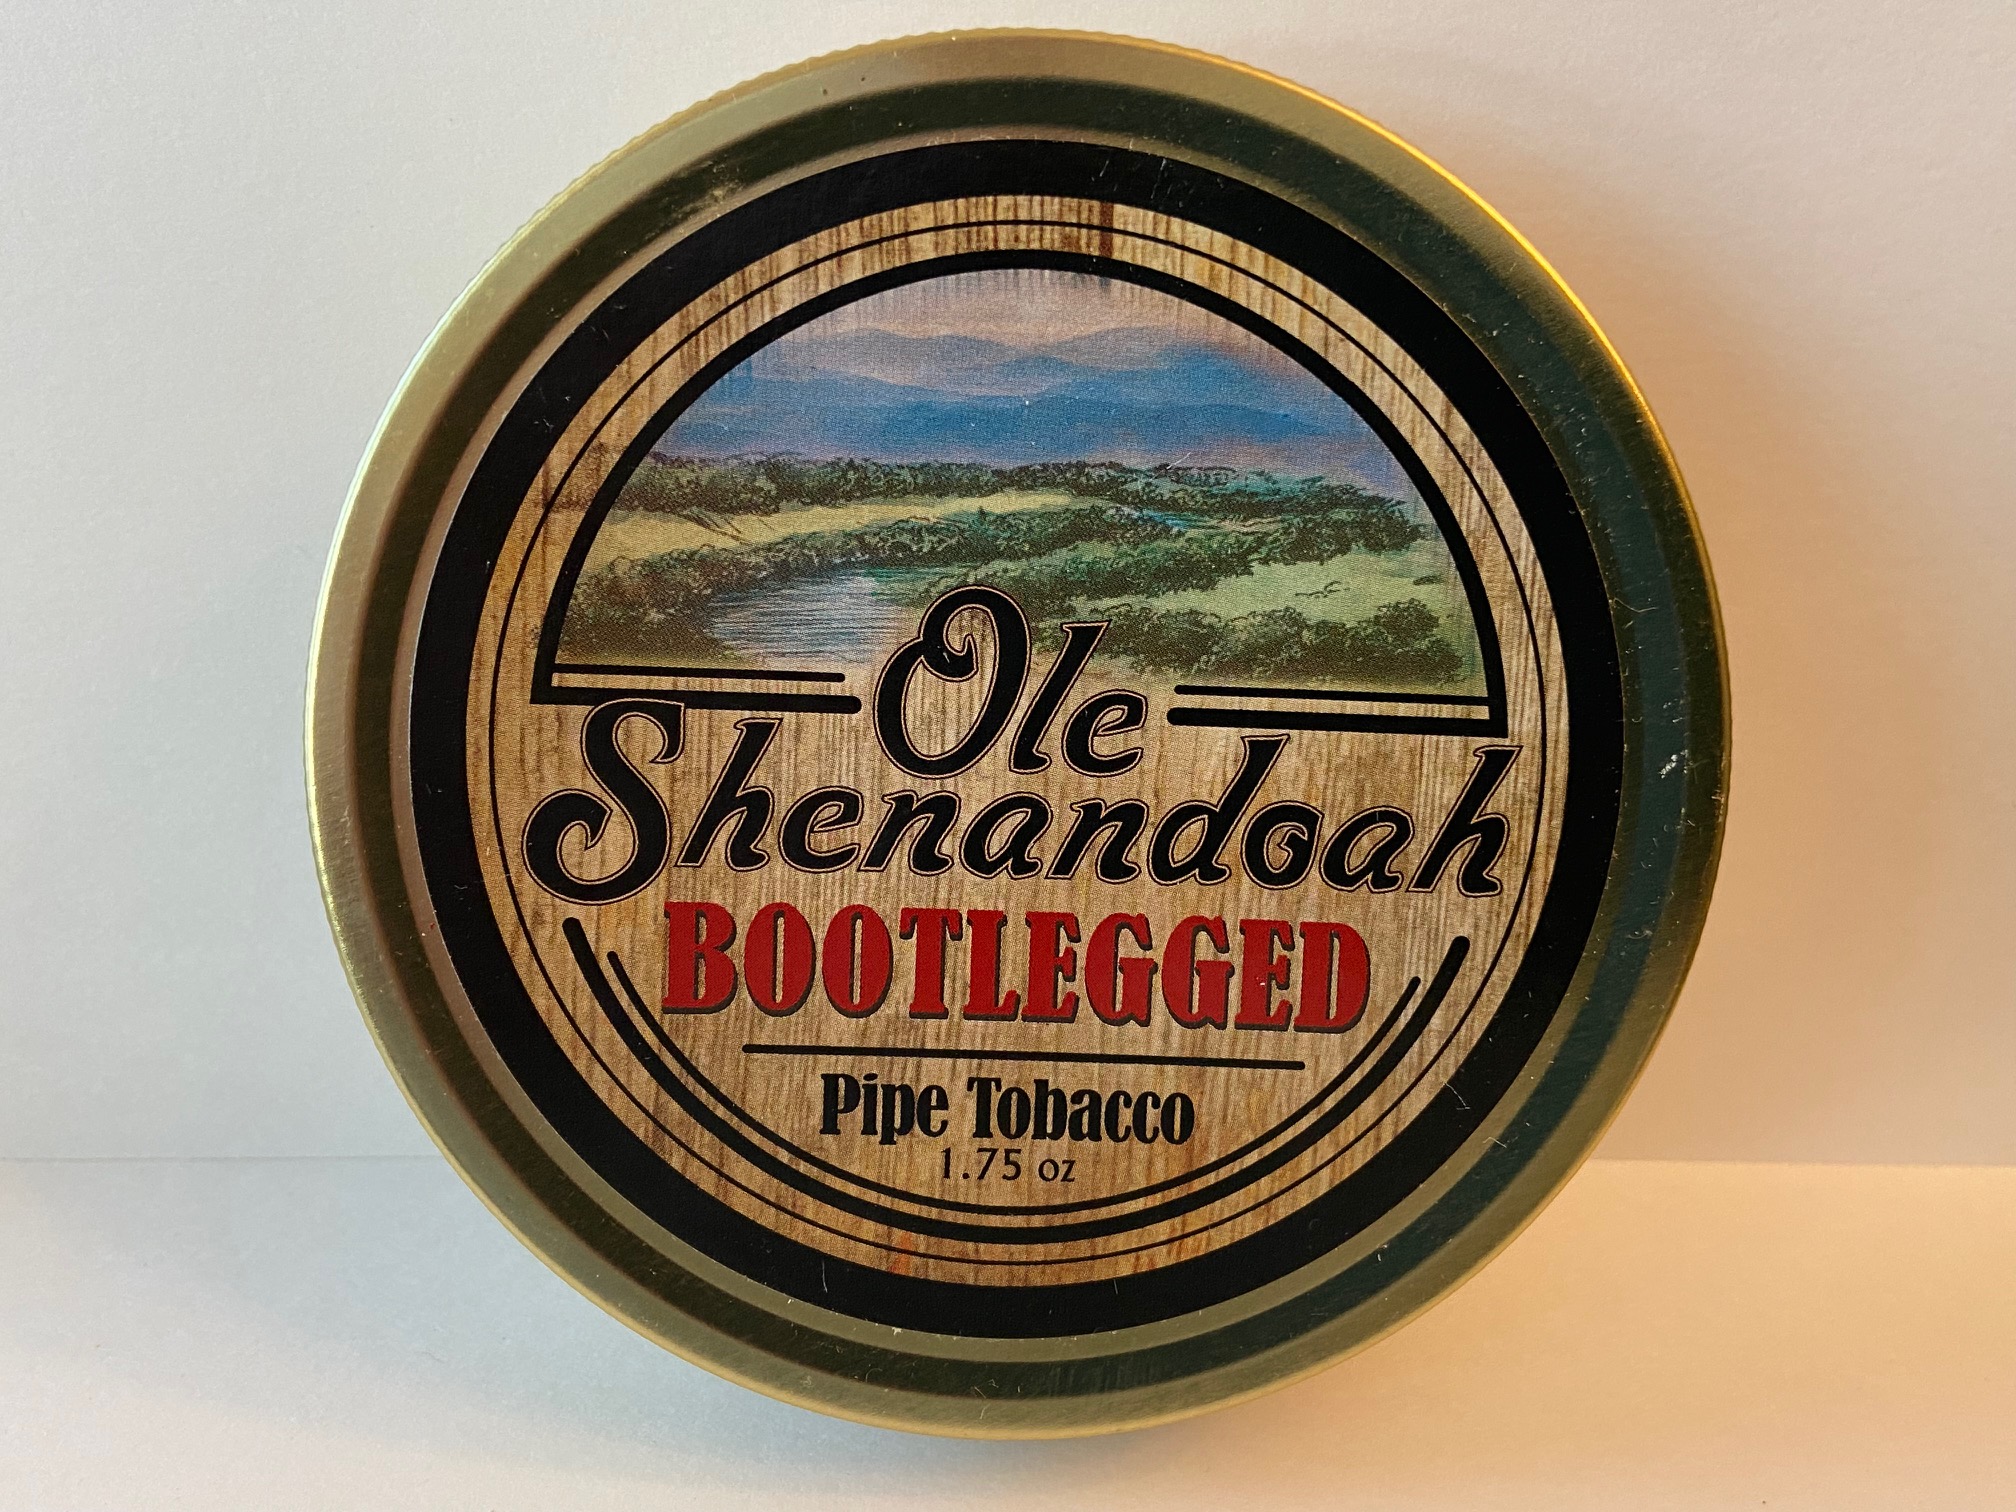 Ole
Shenandoah
BOOTLEGGED
Pipe Tobacco
1.75 oz